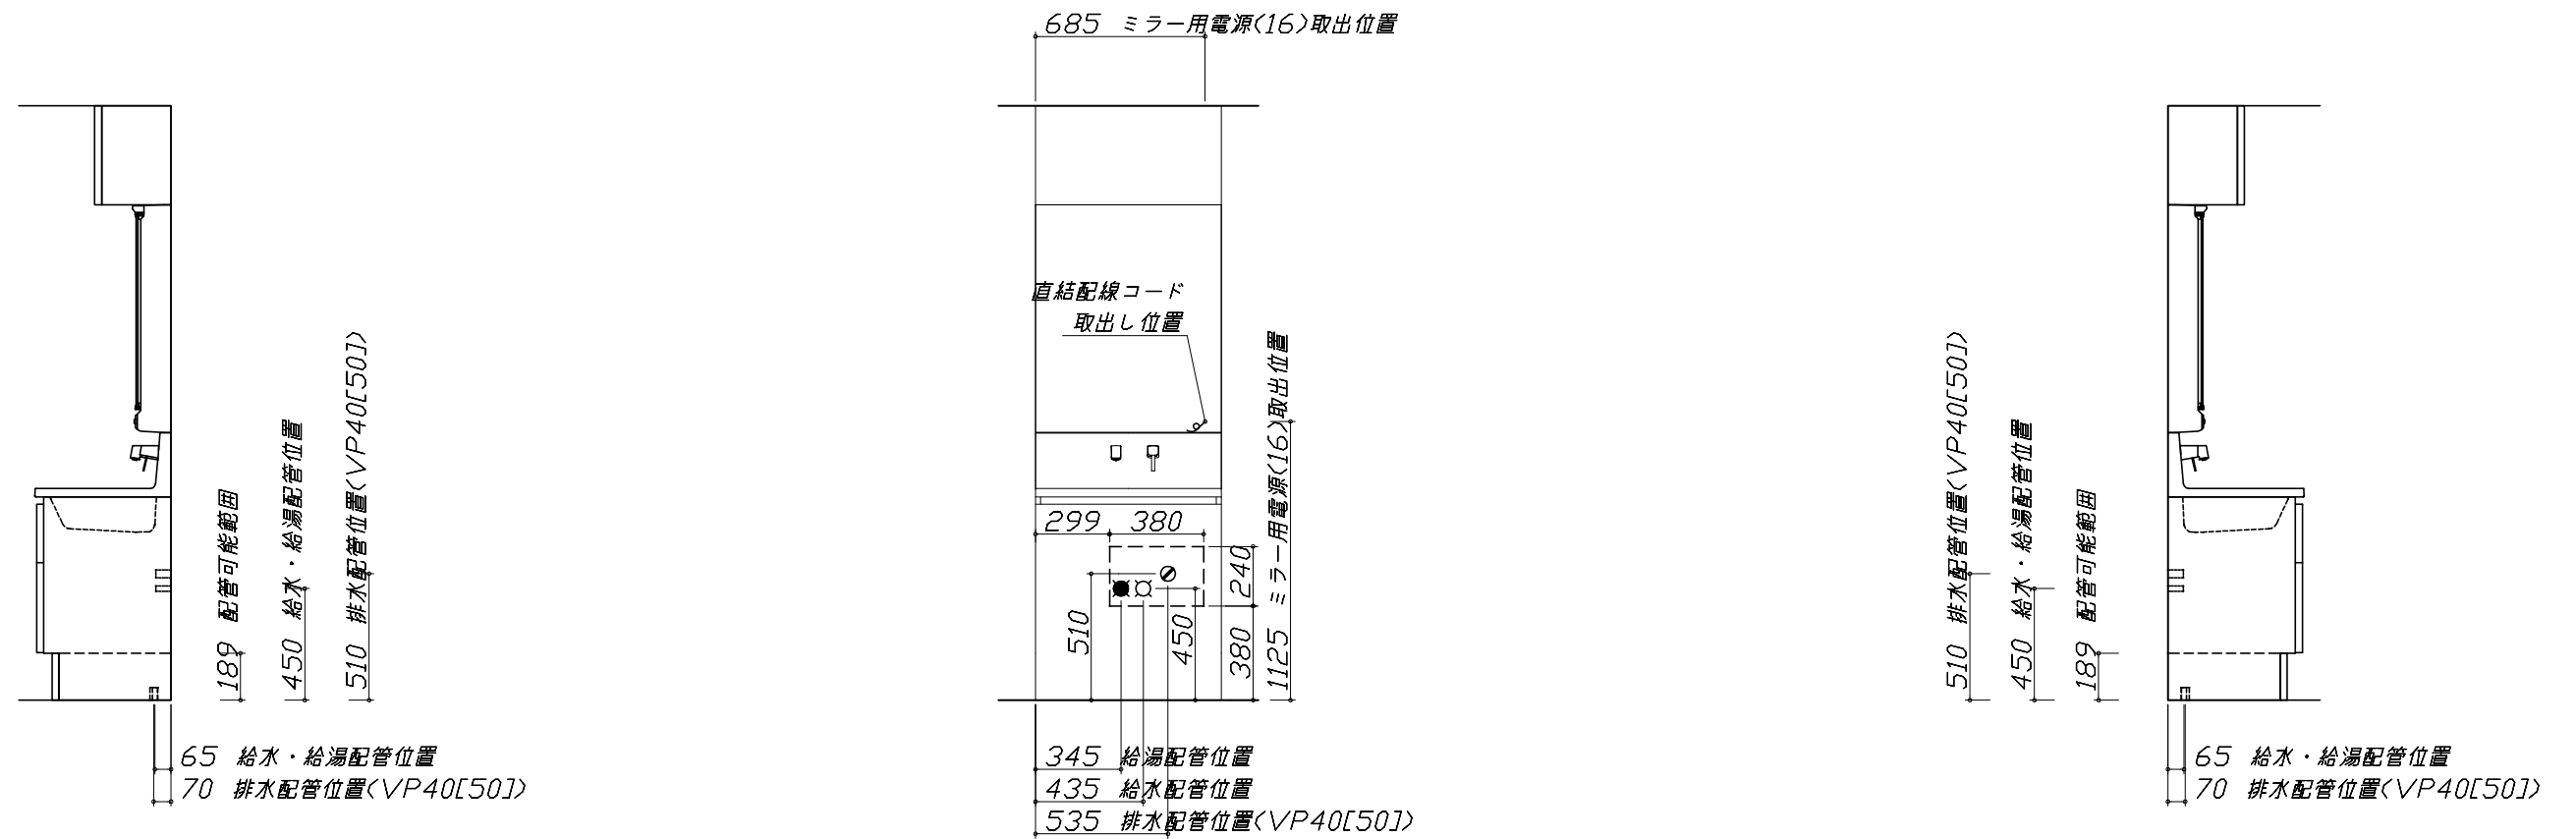 685 ミラー用電源(16)取出位置
直結配線コード
取出し位置
299 380
240
380
510
450
1125 ミラー用電源(16)取出位置
345 給湯配管位置
435 給水配管位置
535 排水配管位置(VP40[50])
189 配管可能範囲
450 給水・給湯配管位置
510 排水配管位置(VP40[50])
65 給水・給湯配管位置
70 排水配管位置(VP40[50])
510 排水配管位置(VP40[50])
450 給水・給湯配管位置
189 配管可能範囲
65 給水・給湯配管位置
70 排水配管位置(VP40[50])